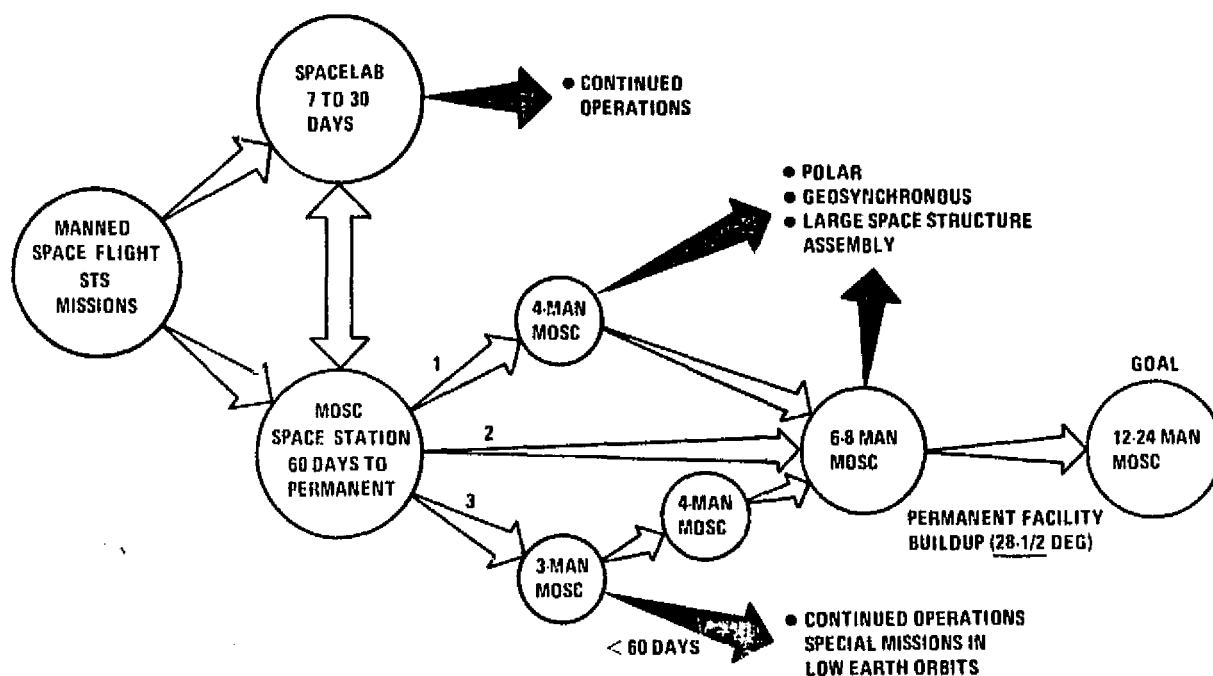 SPACELAB
7 TO 30
DAYS
● CONTINUED
OPERATIONS
MANNED
SPACE FLIGHT
STS
MISSIONS
● POLAR
● GEOSYNCHRONOUS
● LARGE SPACE STRUCTURE
ASSEMBLY
4-MAN
MOSC
1
1
MOSC
SPACE STATION
60 DAYS TO
PERMANENT
2
3
6-8 MAN
MOSC
GOAL
12-24 MAN
MOSC
4-MAN
MOSC
3-MAN
MOSC
PERMANENT FACILITY
BUILDUP (28-1/2 DEG)
< 60 DAYS
● CONTINUED OPERATIONS
SPECIAL MISSIONS IN
LOW EARTH ORBITS